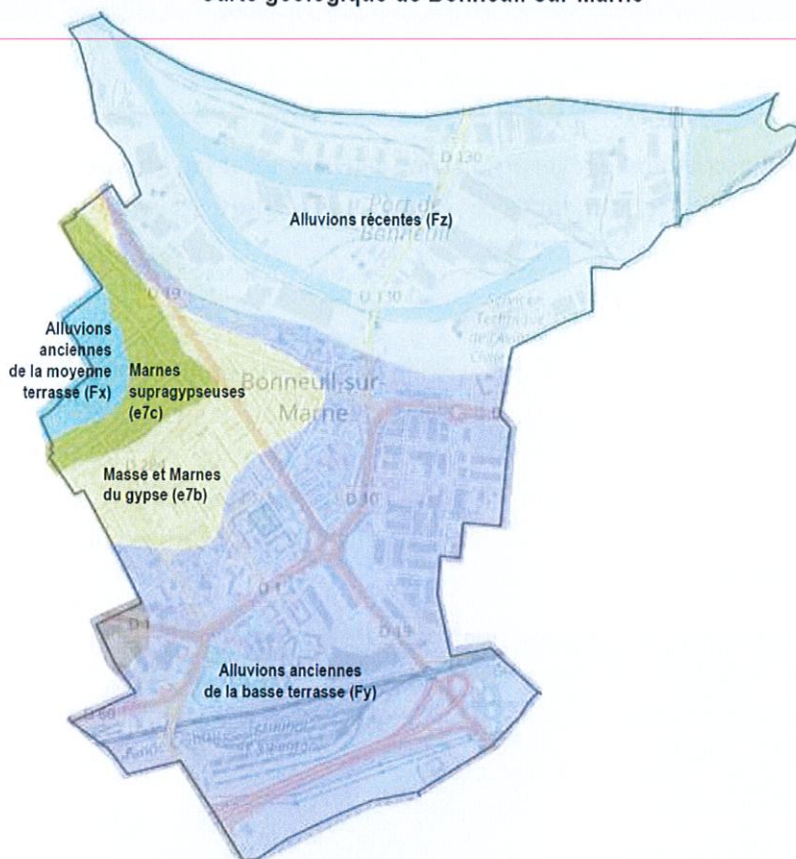 Carte géologique de Bonneuil-sur-Marne
D 130
Alluvions récentes (Fz)
Port de
Bonneuil
D 19
D 130
Service
Technique
Alluvions
anciennes
de la moyenne
terrasse (Fx)
Marnes
supragypseuses
(e7c)
Bonneuil-sur-
Marne
Masse et Marnes
du gypse (e7b)
D 1
D 19
Alluvions anciennes
de la basse terrasse (Fy)
D 60